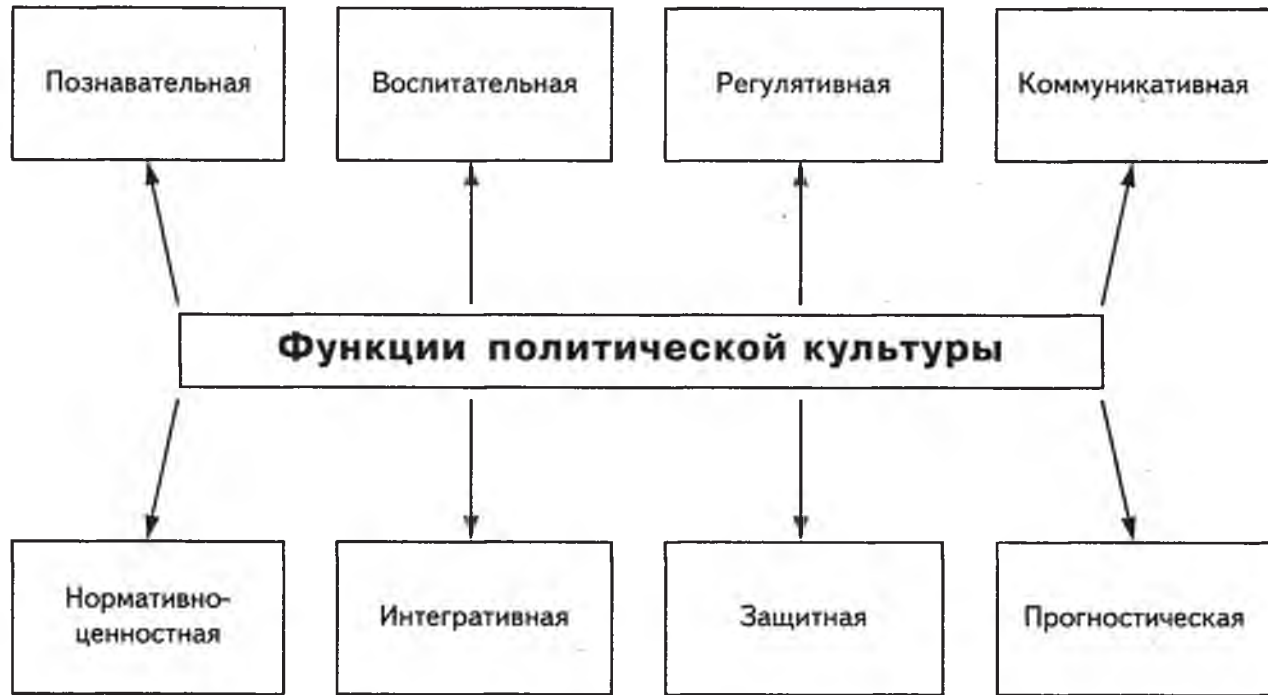 Познавательная
Воспитательная
Регулятивная
Коммуникативная
Функции политической культуры
Нормативно-
ценностная
Интегративная
Защитная
Прогностическая